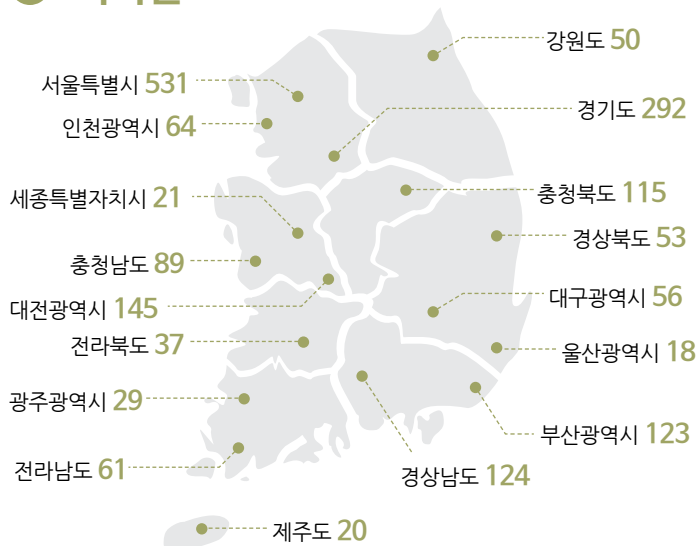 강원도 50
서울특별시 531
경기도 292
인천광역시 64
세종특별자치시 21
충청북도 115
경상북도 53
충청남도 89
대전광역시 145
대구광역시 56
전라북도 37
울산광역시 18
광주광역시 29
부산광역시 123
전라남도 61
경상남도 124
제주도 20